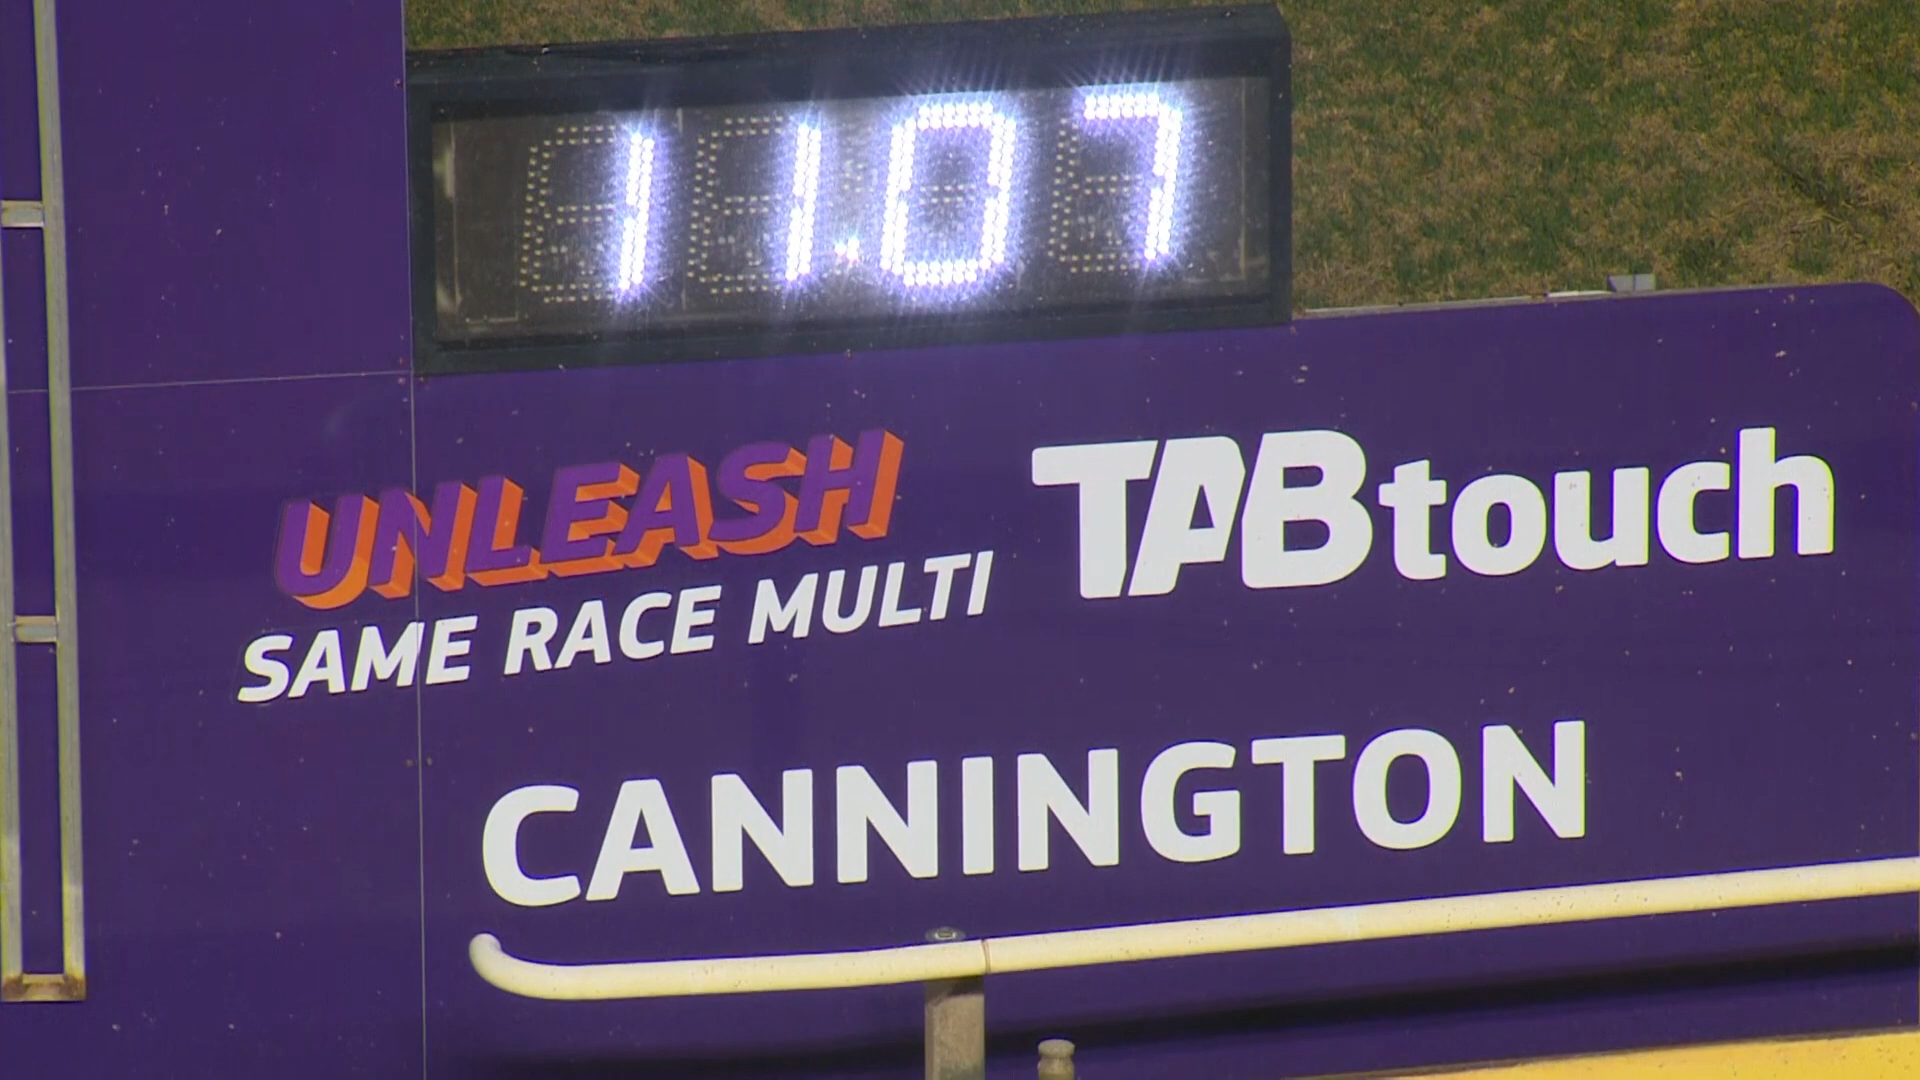 11.07
UNLEASH
SAME RACE MULTI
TABtouch
CANNINGTON